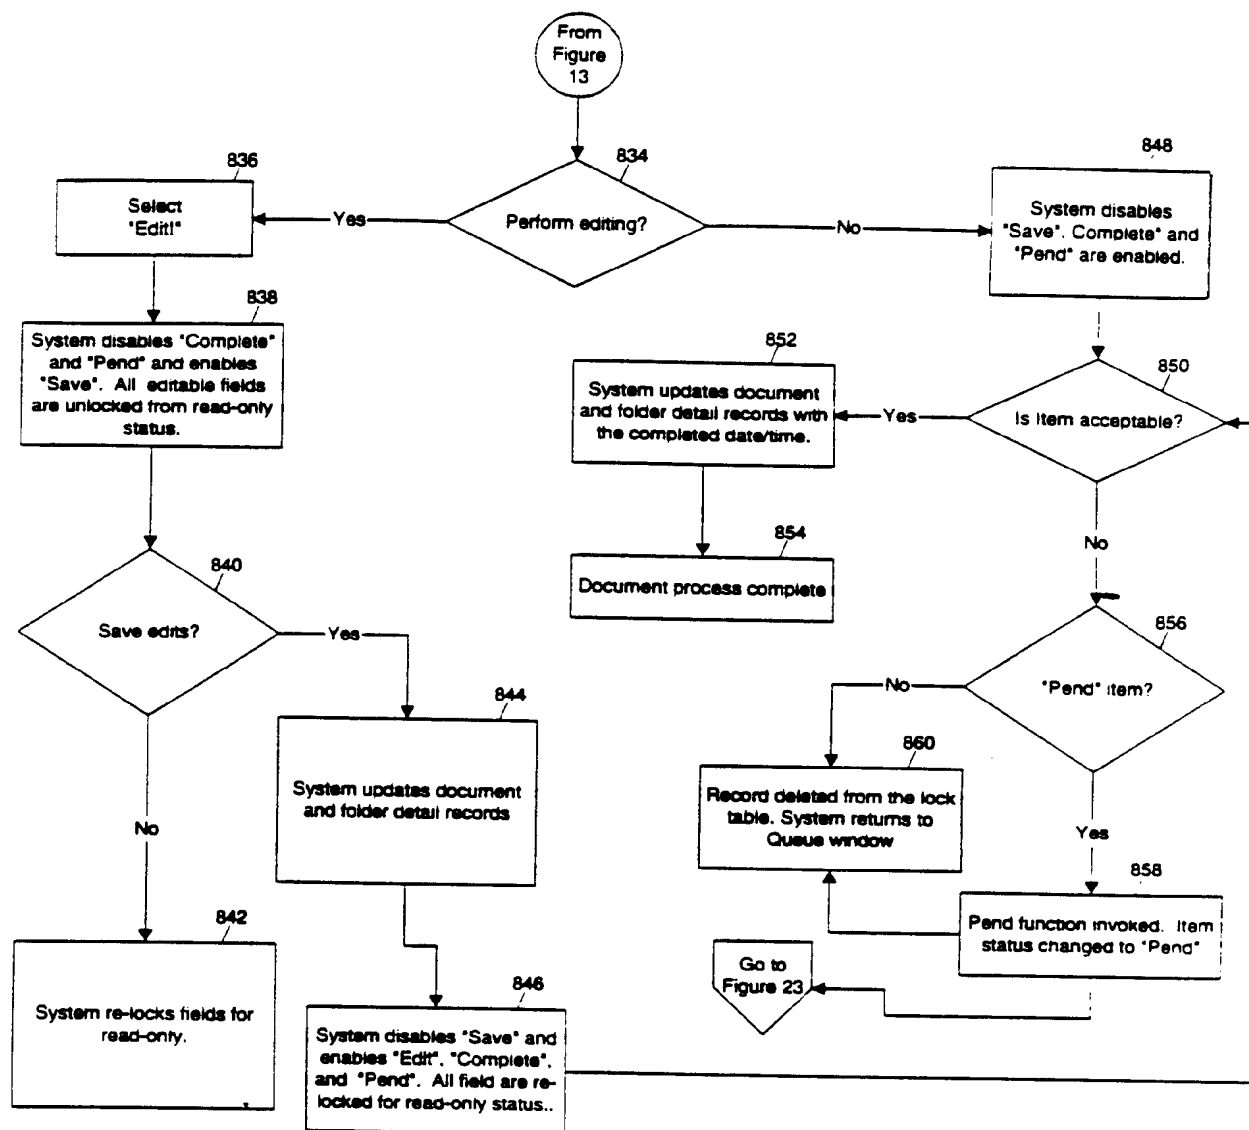 From
Figure
13
834
Perform editing?
Yes
No
836
Select
"Edit!"
838
System disables "Complete"
and "Pend" and enables
"Save". All editable fields
are unlocked from read-only
status.
840
Save edits?
Yes
No
842
System re-locks fields for
read-only.
844
System updates document
and folder detail records
846
System disables "Save" and
enables "Edit", "Complete",
and "Pend". All field are re-
locked for read-only status..
848
System disables
"Save". Complete" and
"Pend" are enabled.
850
Is Item acceptable?
Yes
No
852
System updates document
and folder detail records with
the completed date/time.
854
Document process complete
856
"Pend" item?
No
Yes
858
Pend function invoked. Item
status changed to "Pend"
860
Record deleted from the lock
table. System returns to
Queue window
Go to
Figure 23